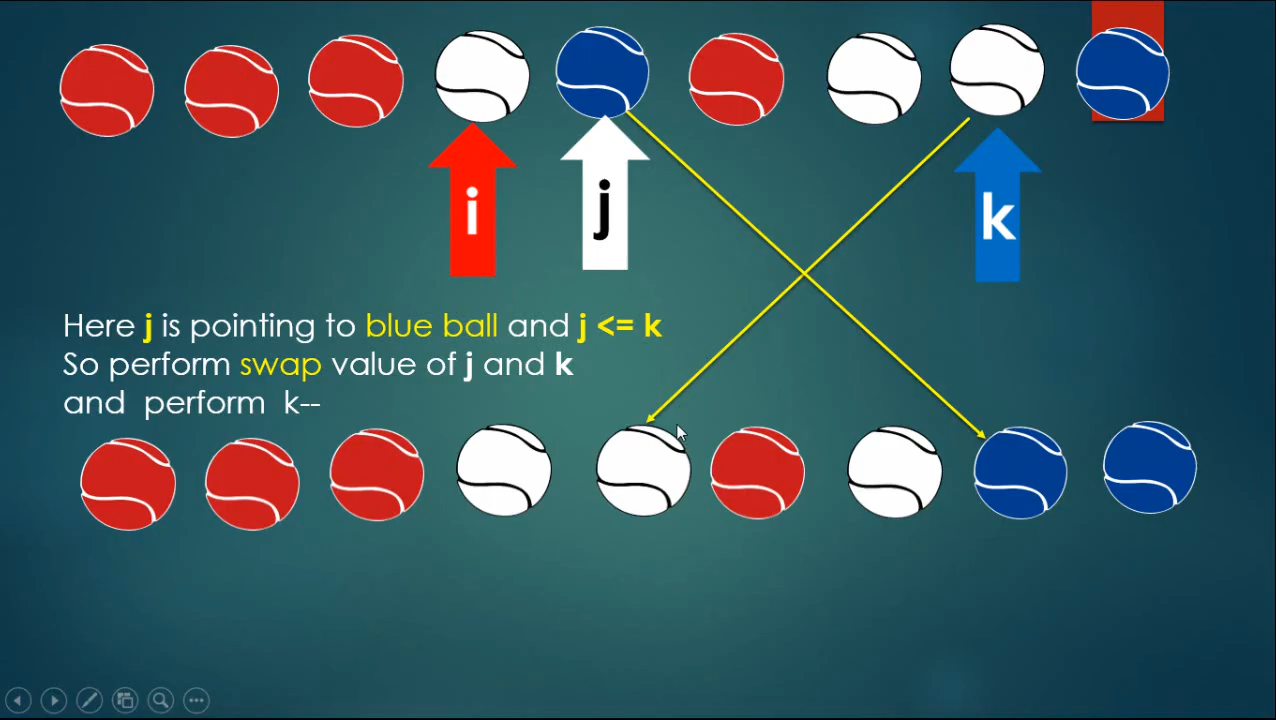 i
j
k
Here j is pointing to blue ball and j <= k
So perform swap value of j and k
and perform k--